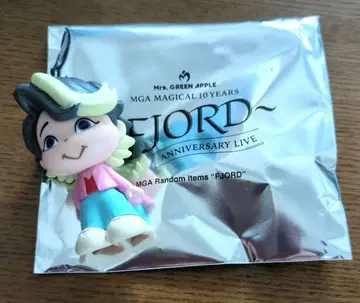 Mrs. GREEN APPLE
MGA MAGICAL 10 YEARS
FJORD~
ANNIVERSARY LIVE
MGA Random Items "FJORD"